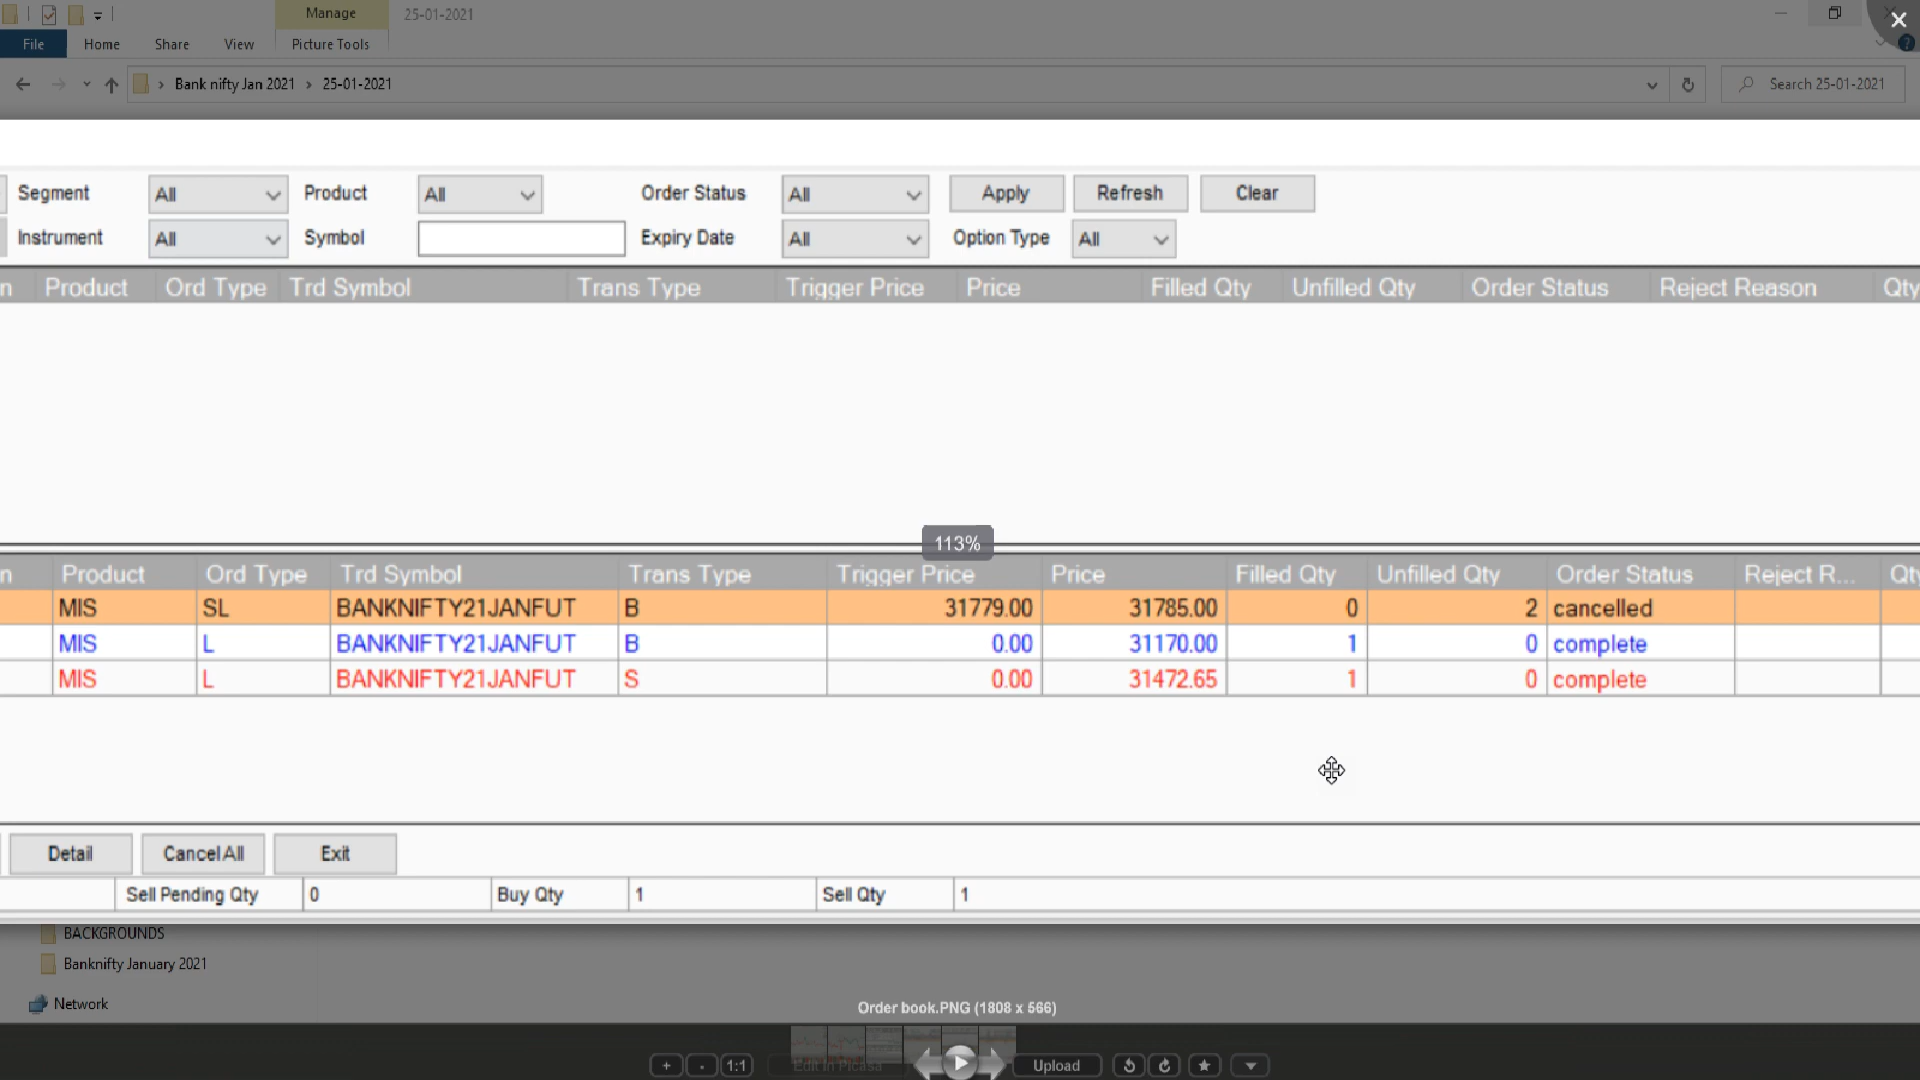 Manage 25-01-2021
File Home Share View Picture Tools
Bank nifty Jan 2021 › 25-01-2021 Search 25-01-2021
Segment All Product All Order Status All Apply Refresh Clear
Instrument All Symbol Expiry Date All Option Type All
n Product Ord Type Trd Symbol Trans Type Trigger Price Price Filled Qty Unfilled Qty Order Status Reject Reason Qty
113%
n Product Ord Type Trd Symbol Trans Type Trigger Price Price Filled Qty Unfilled Qty Order Status Reject R... Qty
MIS SL BANKNIFTY21JANFUT B 31779.00 31785.00 0 2 cancelled
MIS L BANKNIFTY21JANFUT B 0.00 31170.00 1 0 complete
MIS L BANKNIFTY21JANFUT S 0.00 31472.65 1 0 complete
Detail Cancel All Exit
Sell Pending Qty 0 Buy Qty 1 Sell Qty 1
BACKGROUNDS
Banknifty January 2021
Network
Order book.PNG (1808 x 566)
1:1 Edit in Picasa Upload